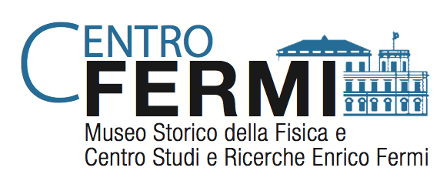 CENTRO
FERMI
Museo Storico della Fisica e
Centro Studi e Ricerche Enrico Fermi